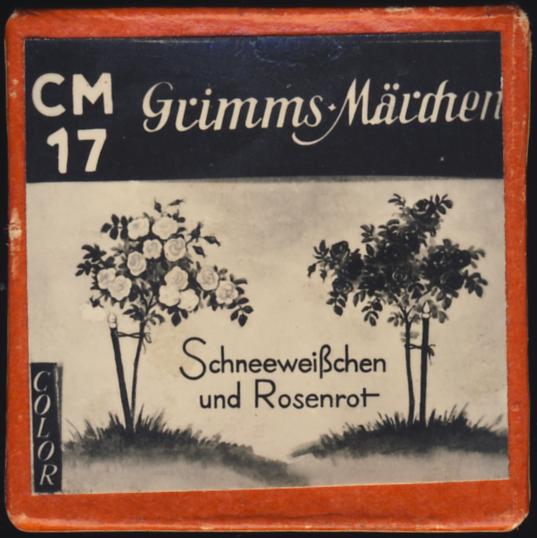 CM
17
Grimms-Märchen
Schneeweißchen
und Rosenrot
COLOR